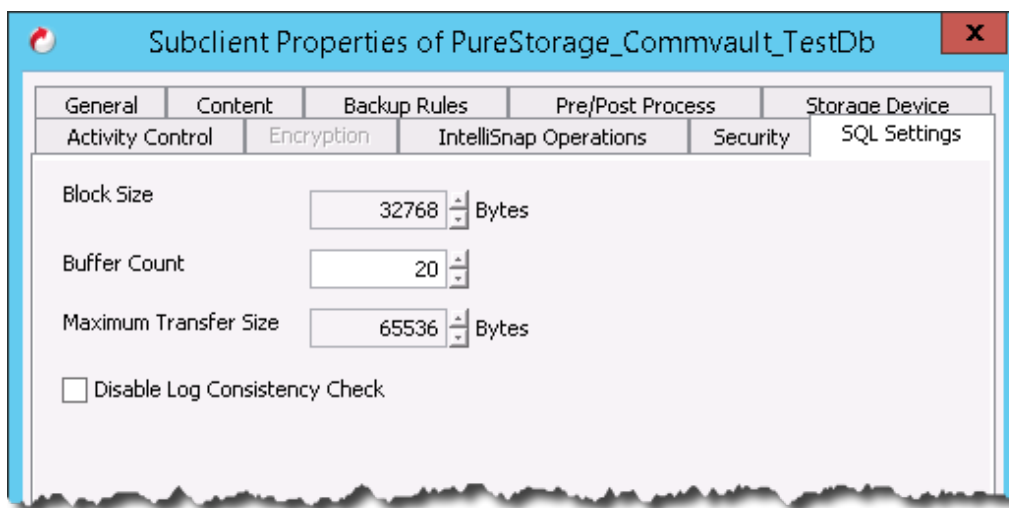 Subclient Properties of PureStorage_Commvault_TestDb
x
General Content Backup Rules Pre/Post Process Storage Device
Activity Control Encryption IntelliSnap Operations Security SQL Settings
Block Size 32768 Bytes
Buffer Count 20
Maximum Transfer Size 65536 Bytes
Disable Log Consistency Check